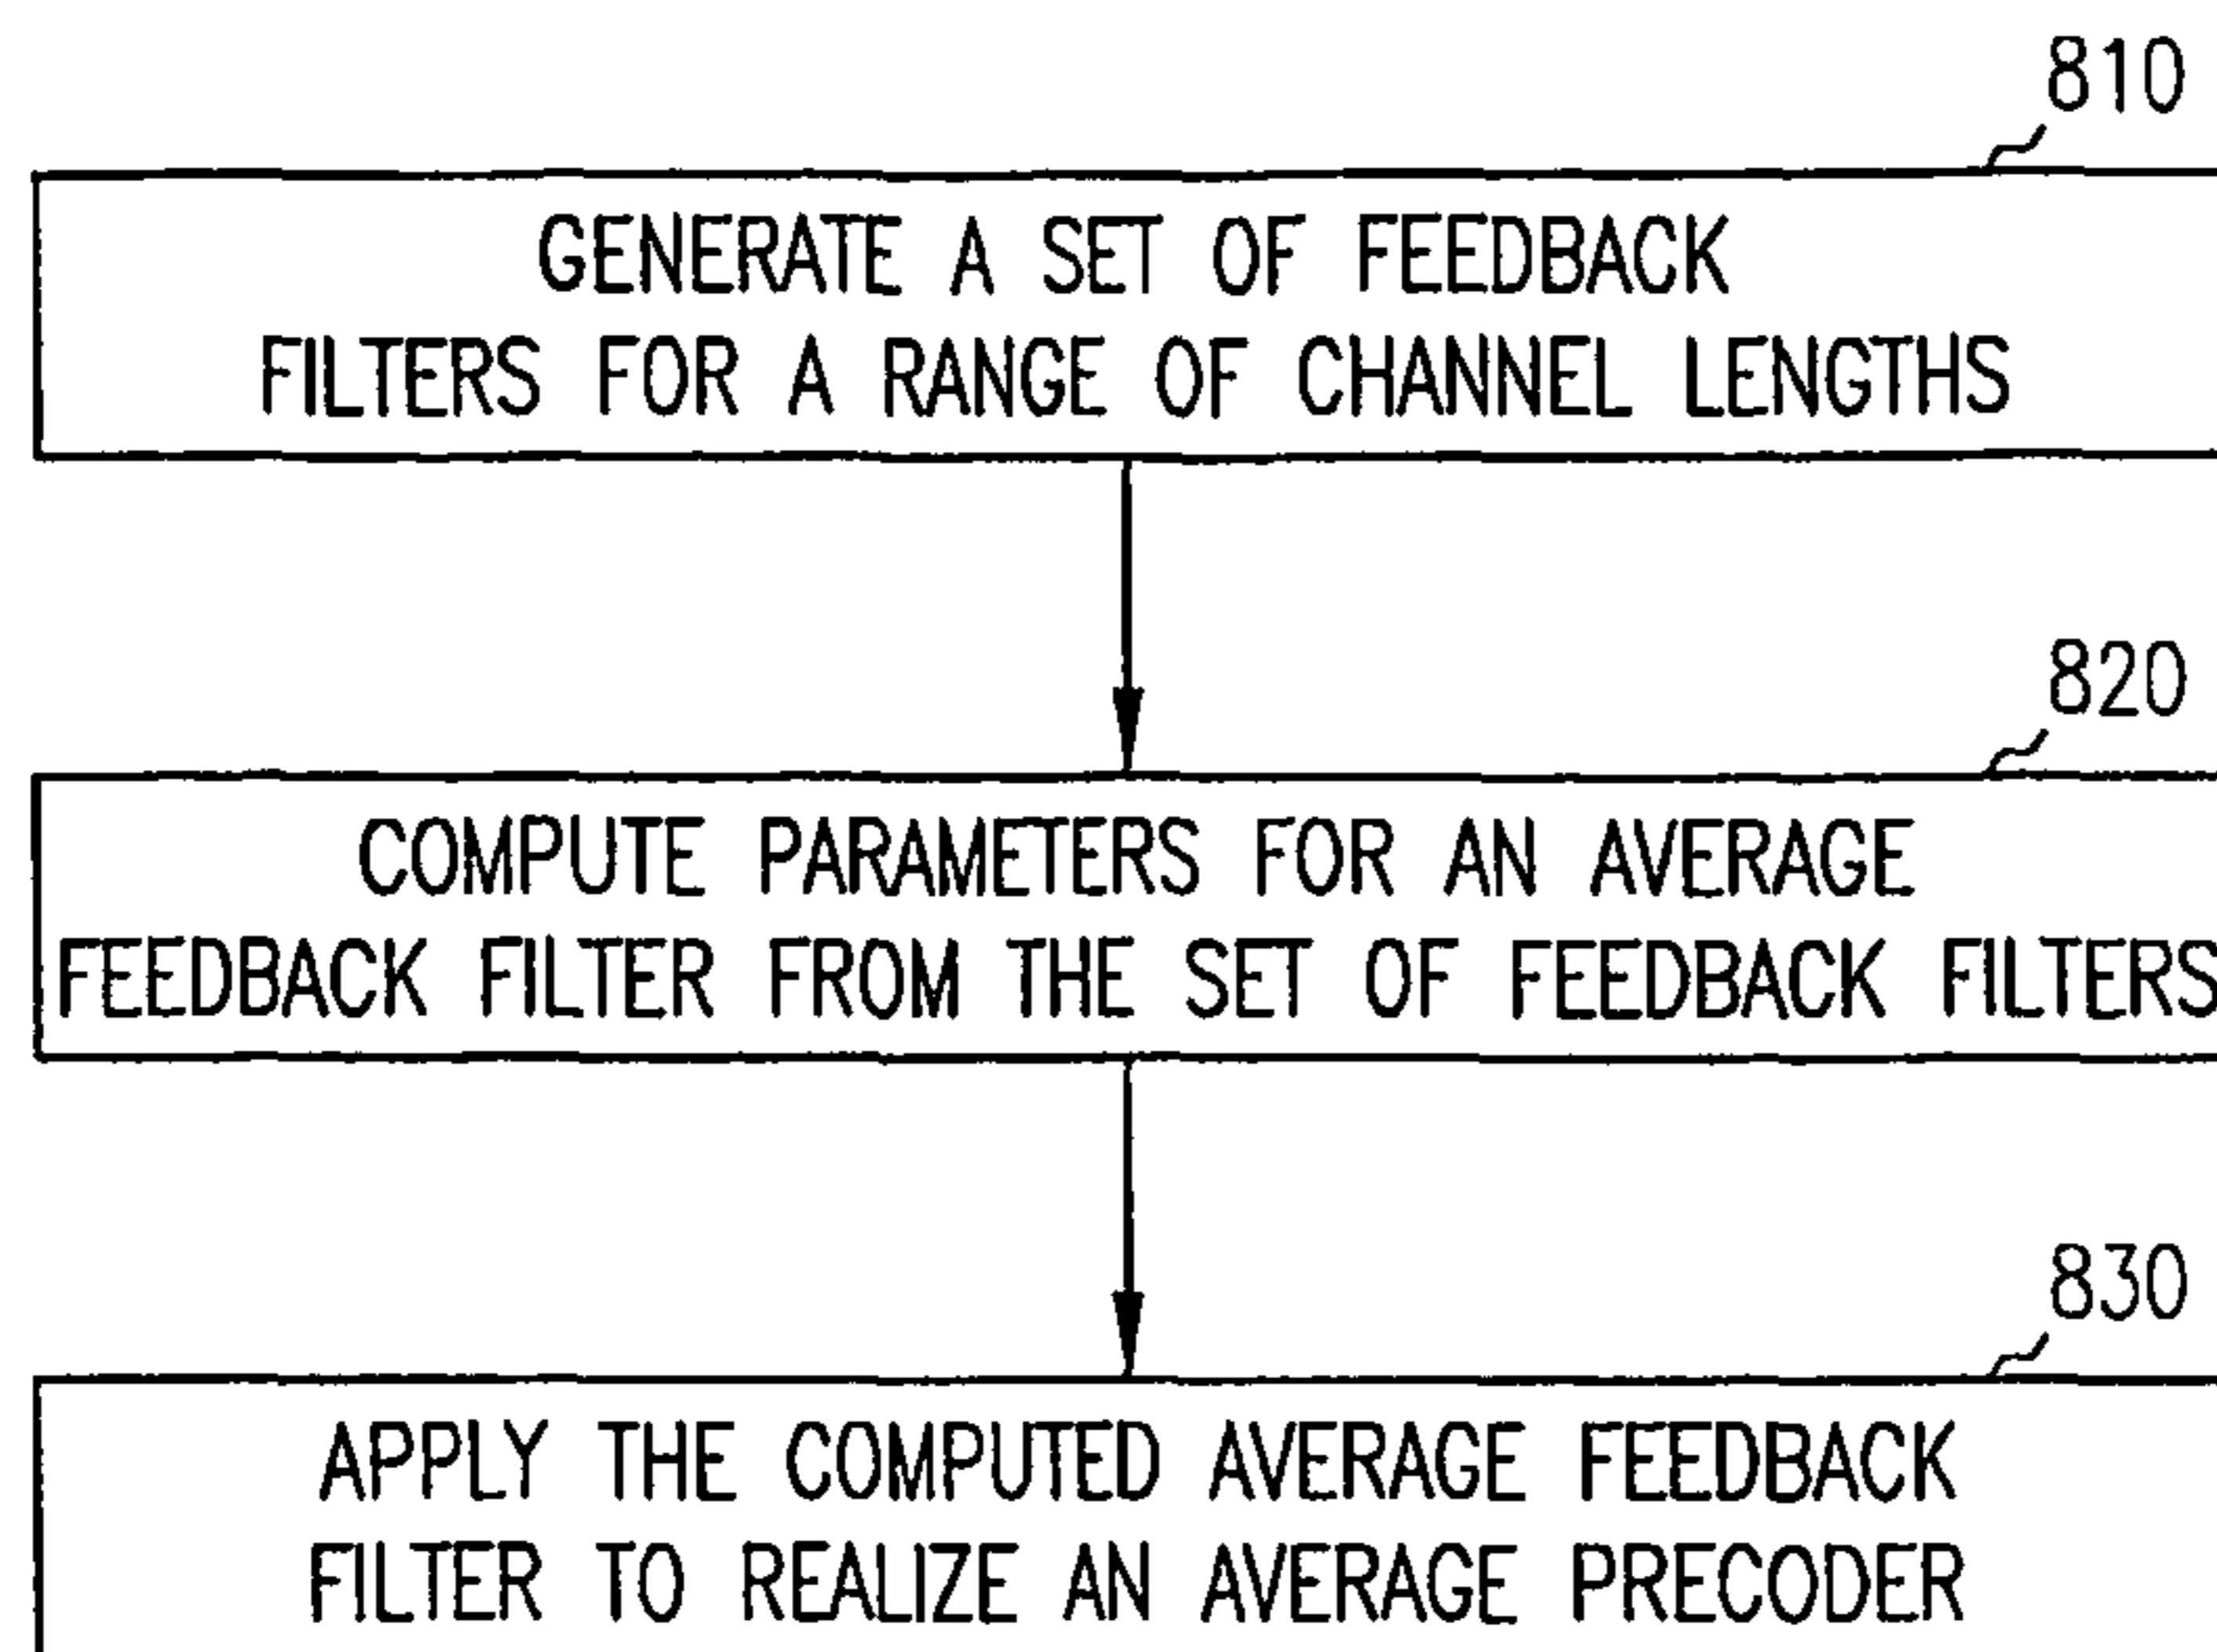 810
GENERATE A SET OF FEEDBACK
FILTERS FOR A RANGE OF CHANNEL LENGTHS
820
COMPUTE PARAMETERS FOR AN AVERAGE
FEEDBACK FILTER FROM THE SET OF FEEDBACK FILTERS
830
APPLY THE COMPUTED AVERAGE FEEDBACK
FILTER TO REALIZE AN AVERAGE PRECODER